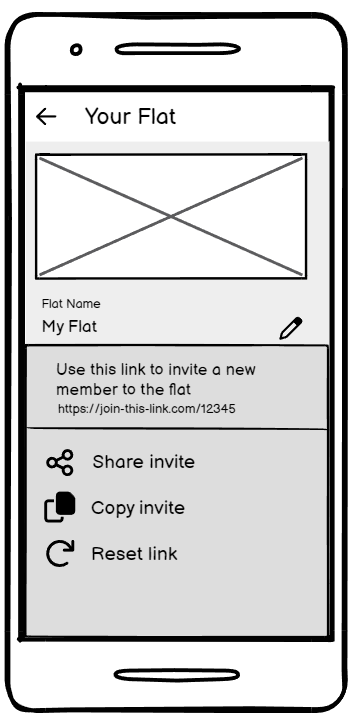 Your Flat
Flat Name
My Flat
Use this link to invite a new
member to the flat
https://join-this-link.com/12345
Share invite
Copy invite
Reset link